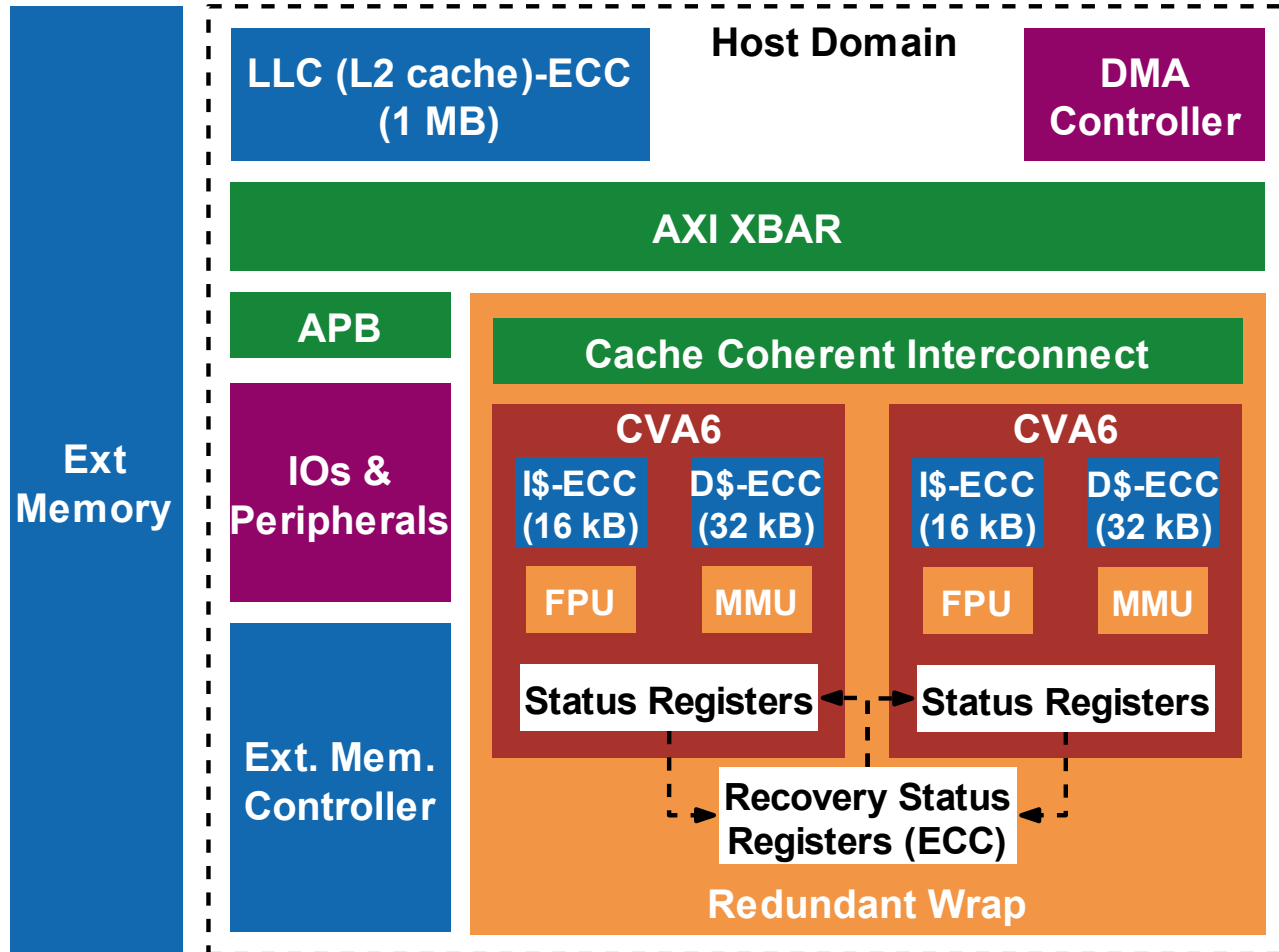 Host Domain
LLC (L2 cache)-ECC
(1 MB)
DMA
Controller
AXI XBAR
APB
Cache Coherent Interconnect
Ext
Memory
IOs &
Peripherals
Ext. Mem.
Controller
CVA6
I$-ECC
(16 kB)
D$-ECC
(32 kB)
FPU
MMU
Status Registers
CVA6
I$-ECC
(16 kB)
D$-ECC
(32 kB)
FPU
MMU
Status Registers
Recovery Status
Registers (ECC)
Redundant Wrap